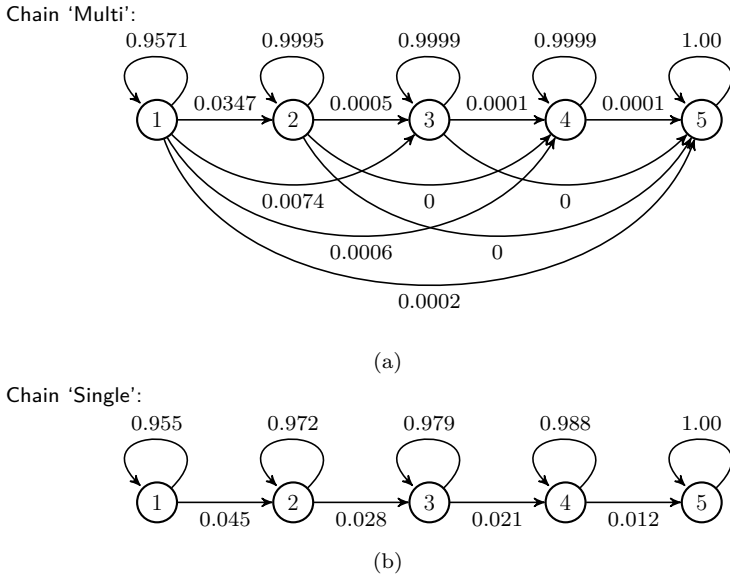 Chain ‘Multi’:
0.9571 0.9995 0.9999 0.9999 1.00
0.0347 0.0005 0.0001 0.0001
1 2 3 4 5
0.0074 0 0
0.0006 0
0.0002
(a)
Chain ‘Single’:
0.955 0.972 0.979 0.988 1.00
1 2 3 4 5
0.045 0.028 0.021 0.012
(b)